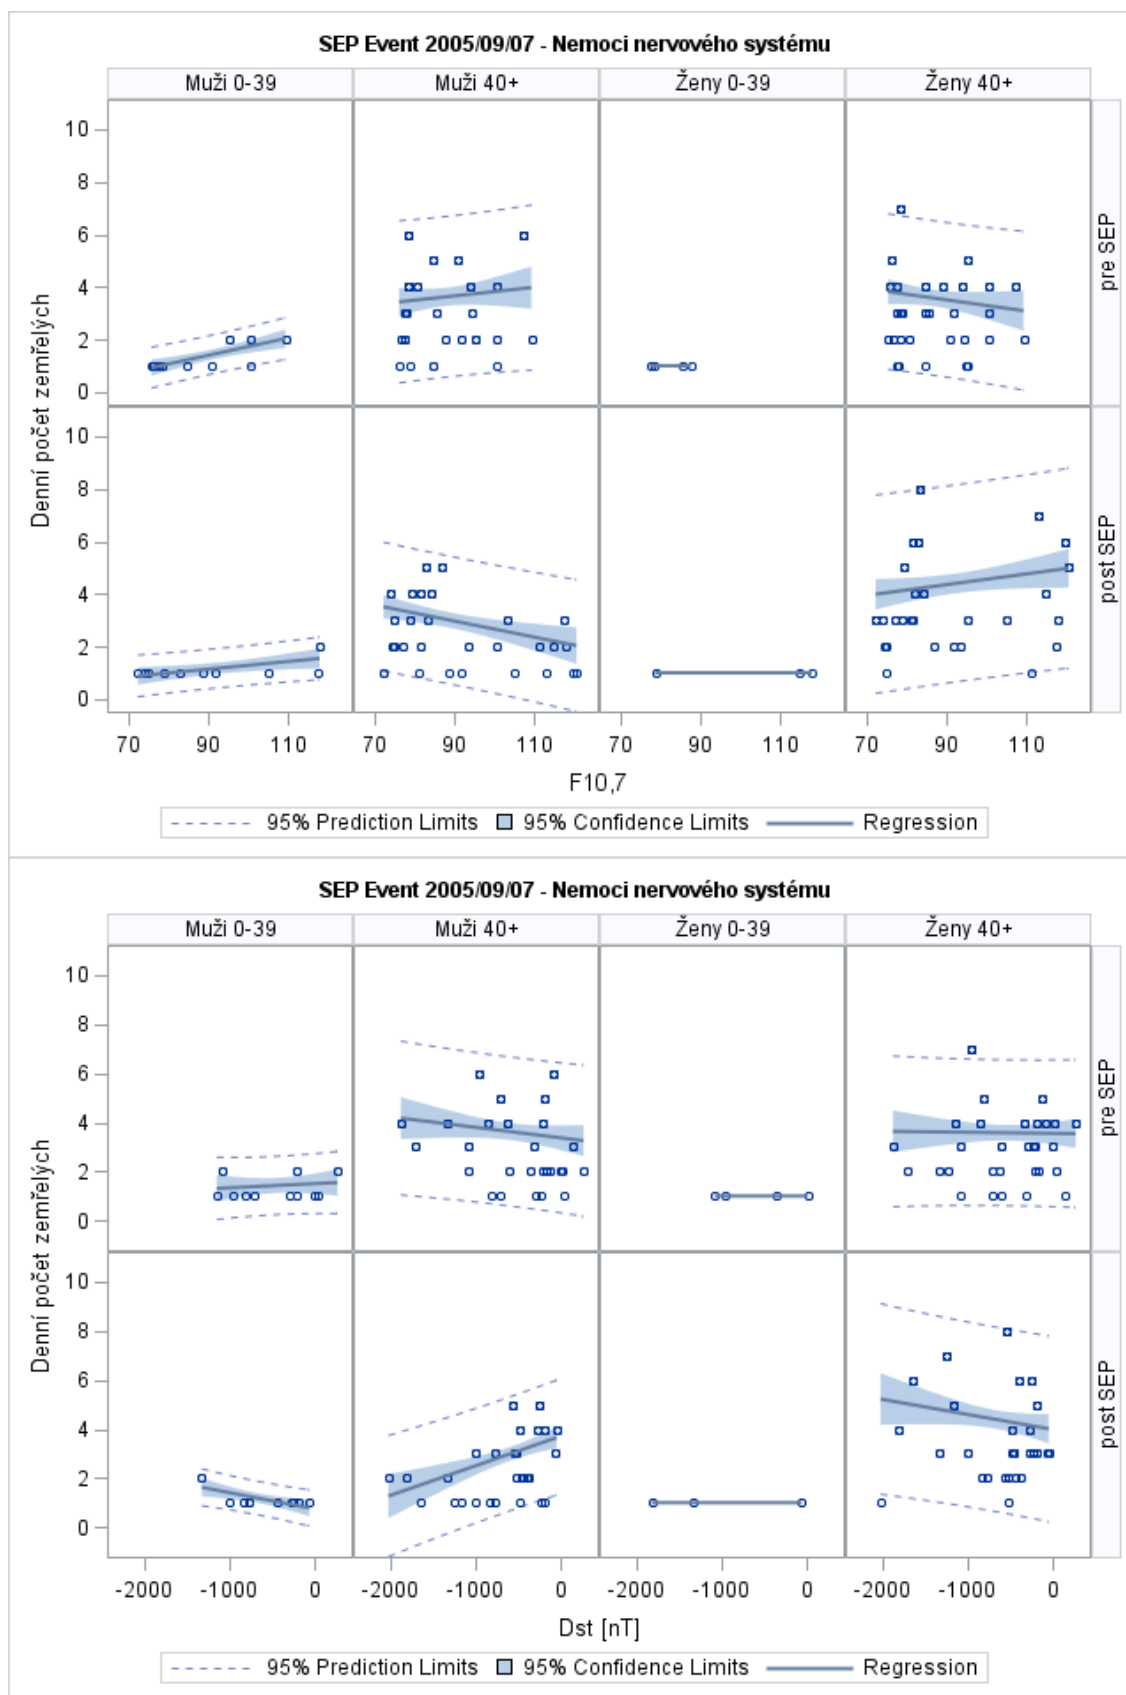 SEP Event 2005/09/07 - Nemoci nervového systému
Muži 0-39 Muži 40+ Ženy 0-39 Ženy 40+
Denní počet zemřelých
10
8
6
4
2
0
pre SEP
10
8
6
4
2
0
post SEP
70 90 110 70 90 110 70 90 110 70 90 110
F10,7
95% Prediction Limits 95% Confidence Limits Regression
SEP Event 2005/09/07 - Nemoci nervového systému
Muži 0-39 Muži 40+ Ženy 0-39 Ženy 40+
Denní počet zemřelých
10
8
6
4
2
0
pre SEP
10
8
6
4
2
0
post SEP
-2000 -1000 0 -2000 -1000 0 -2000 -1000 0 -2000 -1000 0
Dst [nT]
95% Prediction Limits 95% Confidence Limits Regression